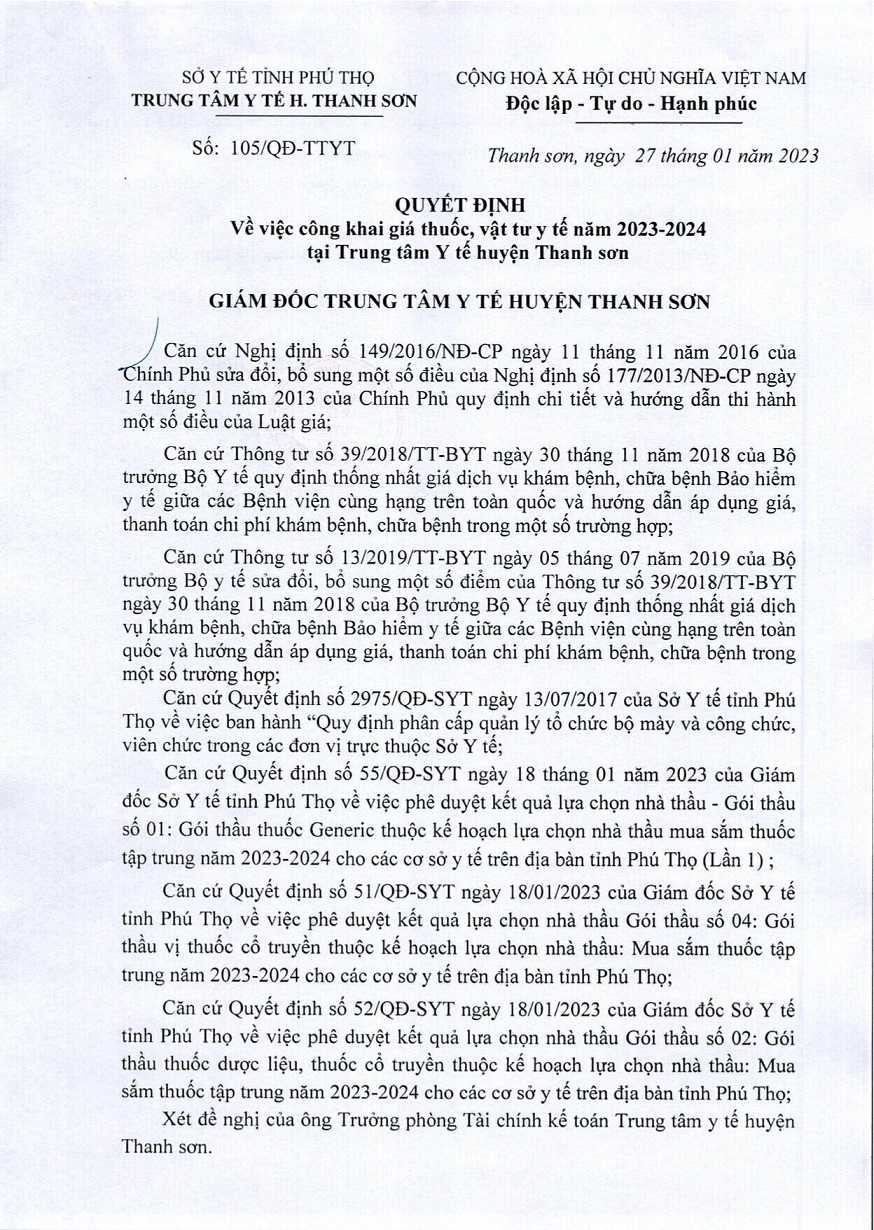 SỞ Y TẾ TỈNH PHÚ THỌ
TRUNG TÂM Y TẾ H. THANH SƠN
Số: 105/QĐ-TTYT
CỘNG HOÀ XÃ HỘI CHỦ NGHĨA VIỆT NAM
Độc lập - Tự do - Hạnh phúc
Thanh sơn, ngày 27 tháng 01 năm 2023
QUYẾT ĐỊNH
Về việc công khai giá thuốc, vật tư y tế năm 2023-2024
tại Trung tâm Y tế huyện Thanh sơn
GIÁM ĐỐC TRUNG TÂM Y TẾ HUYỆN THANH SƠN
Căn cứ Nghị định số 149/2016/NĐ-CP ngày 11 tháng 11 năm 2016 của
Chính Phủ sửa đổi, bổ sung một số điều của Nghị định số 177/2013/NĐ-CP ngày
14 tháng 11 năm 2013 của Chính Phủ quy định chi tiết và hướng dẫn thi hành
một số điều của Luật giá;
Căn cứ Thông tư số 39/2018/TT-BYT ngày 30 tháng 11 năm 2018 của Bộ
trưởng Bộ Y tế quy định thống nhất giá dịch vụ khám bệnh, chữa bệnh Bảo hiểm
y tế giữa các Bệnh viện cùng hạng trên toàn quốc và hướng dẫn áp dụng giá,
thanh toán chi phí khám bệnh, chữa bệnh trong một số trường hợp;
Căn cứ Thông tư số 13/2019/TT-BYT ngày 05 tháng 07 năm 2019 của Bộ
trưởng Bộ y tế sửa đổi, bổ sung một số điểm của Thông tư số 39/2018/TT-BYT
ngày 30 tháng 11 năm 2018 của Bộ trưởng Bộ Y tế quy định thống nhất giá dịch
vụ khám bệnh, chữa bệnh Bảo hiểm y tế giữa các Bệnh viện cùng hạng trên toàn
quốc và hướng dẫn áp dụng giá, thanh toán chi phí khám bệnh, chữa bệnh trong
một số trường hợp;
Căn cứ Quyết định số 2975/QĐ-SYT ngày 13/07/2017 của Sở Y tế tỉnh Phú
Thọ về việc ban hành “Quy định phân cấp quản lý tổ chức bộ mày và công chức,
viên chức trong các đơn vị trực thuộc Sở Y tế;
Căn cứ Quyết định số 55/QĐ-SYT ngày 18 tháng 01 năm 2023 của Giám
đốc Sở Y tế tỉnh Phú Thọ về việc phê duyệt kết quả lựa chọn nhà thầu - Gói thầu
số 01: Gói thầu thuốc Generic thuộc kế hoạch lựa chọn nhà thầu mua sắm thuốc
tập trung năm 2023-2024 cho các cơ sở y tế trên địa bàn tỉnh Phú Thọ (Lần 1) ;
Căn cứ Quyết định số 51/QĐ-SYT ngày 18/01/2023 của Giám đốc Sở Y tế
tỉnh Phú Thọ về việc phê duyệt kết quả lựa chọn nhà thầu Gói thầu số 04: Gói
thầu vị thuốc cổ truyền thuộc kế hoạch lựa chọn nhà thầu: Mua sắm thuốc tập
trung năm 2023-2024 cho các cơ sở y tế trên địa bàn tỉnh Phú Thọ;
Căn cứ Quyết định số 52/QĐ-SYT ngày 18/01/2023 của Giám đốc Sở Y tế
tỉnh Phú Thọ về việc phê duyệt kết quả lựa chọn nhà thầu Gói thầu số 02: Gói
thầu thuốc dược liệu, thuốc cổ truyền thuộc kế hoạch lựa chọn nhà thầu: Mua
sắm thuốc tập trung năm 2023-2024 cho các cơ sở y tế trên địa bàn tỉnh Phú Thọ;
Xét đề nghị của ông Trưởng phòng Tài chính kế toán Trung tâm y tế huyện
Thanh sơn.